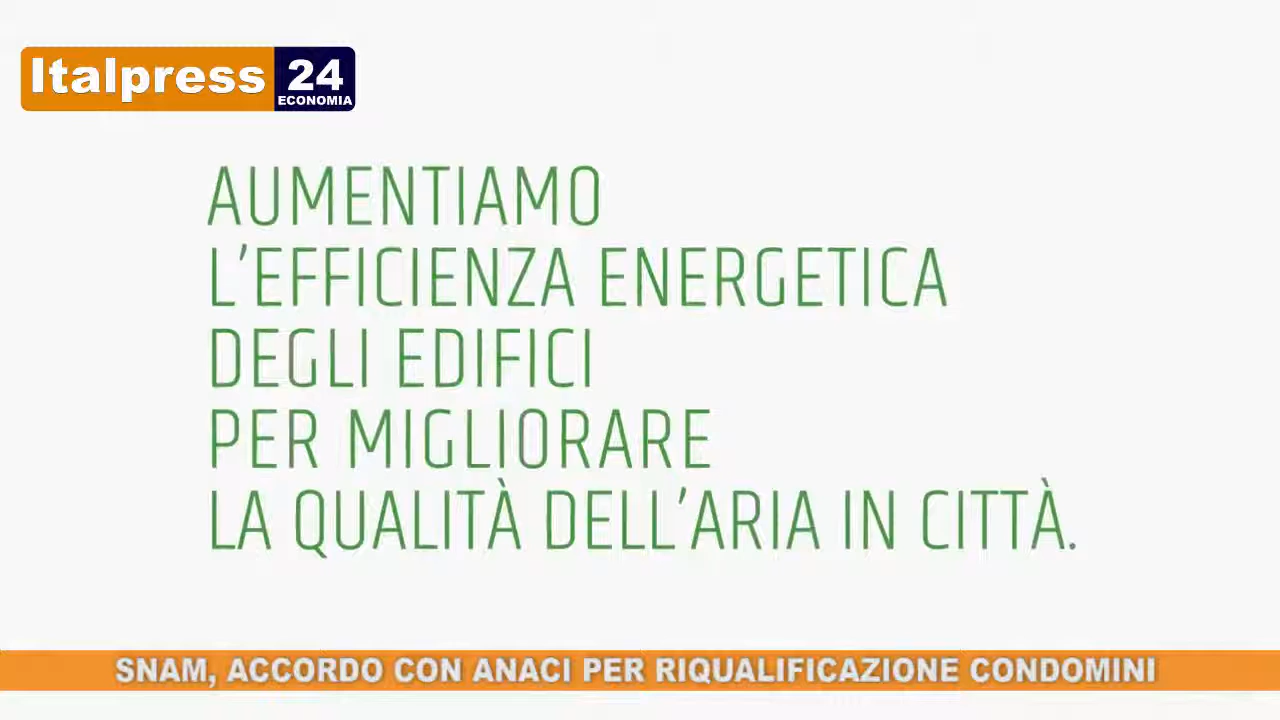 Italpress 24
ECONOMIA
AUMENTIAMO
L'EFFICIENZA ENERGETICA
DEGLI EDIFICI
PER MIGLIORARE
LA QUALITÀ DELL'ARIA IN CITTÀ.
SNAM, ACCORDO CON ANACI PER RIQUALIFICAZIONE CONDOMINI